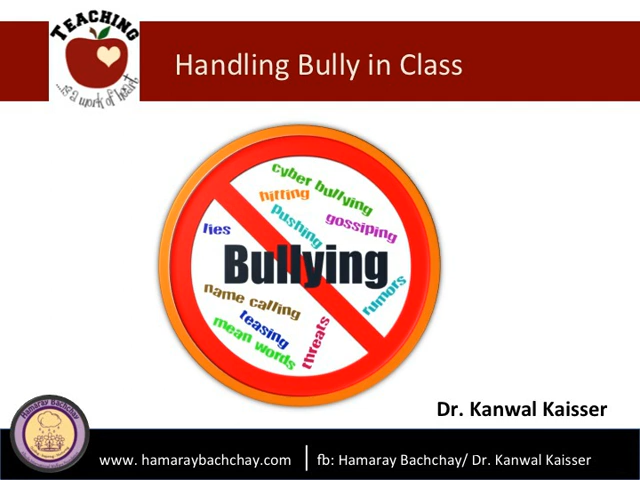 TEACHING
...is a work of heart
Handling Bully in Class
cyber bullying
hitting
pushing
gossiping
lies
Bullying
rumors
name calling
teasing
mean words
threats
Dr. Kanwal Kaisser
Hamaray Bachchay
www. hamaraybachchay.com
fb: Hamaray Bachchay/ Dr. Kanwal Kaisser